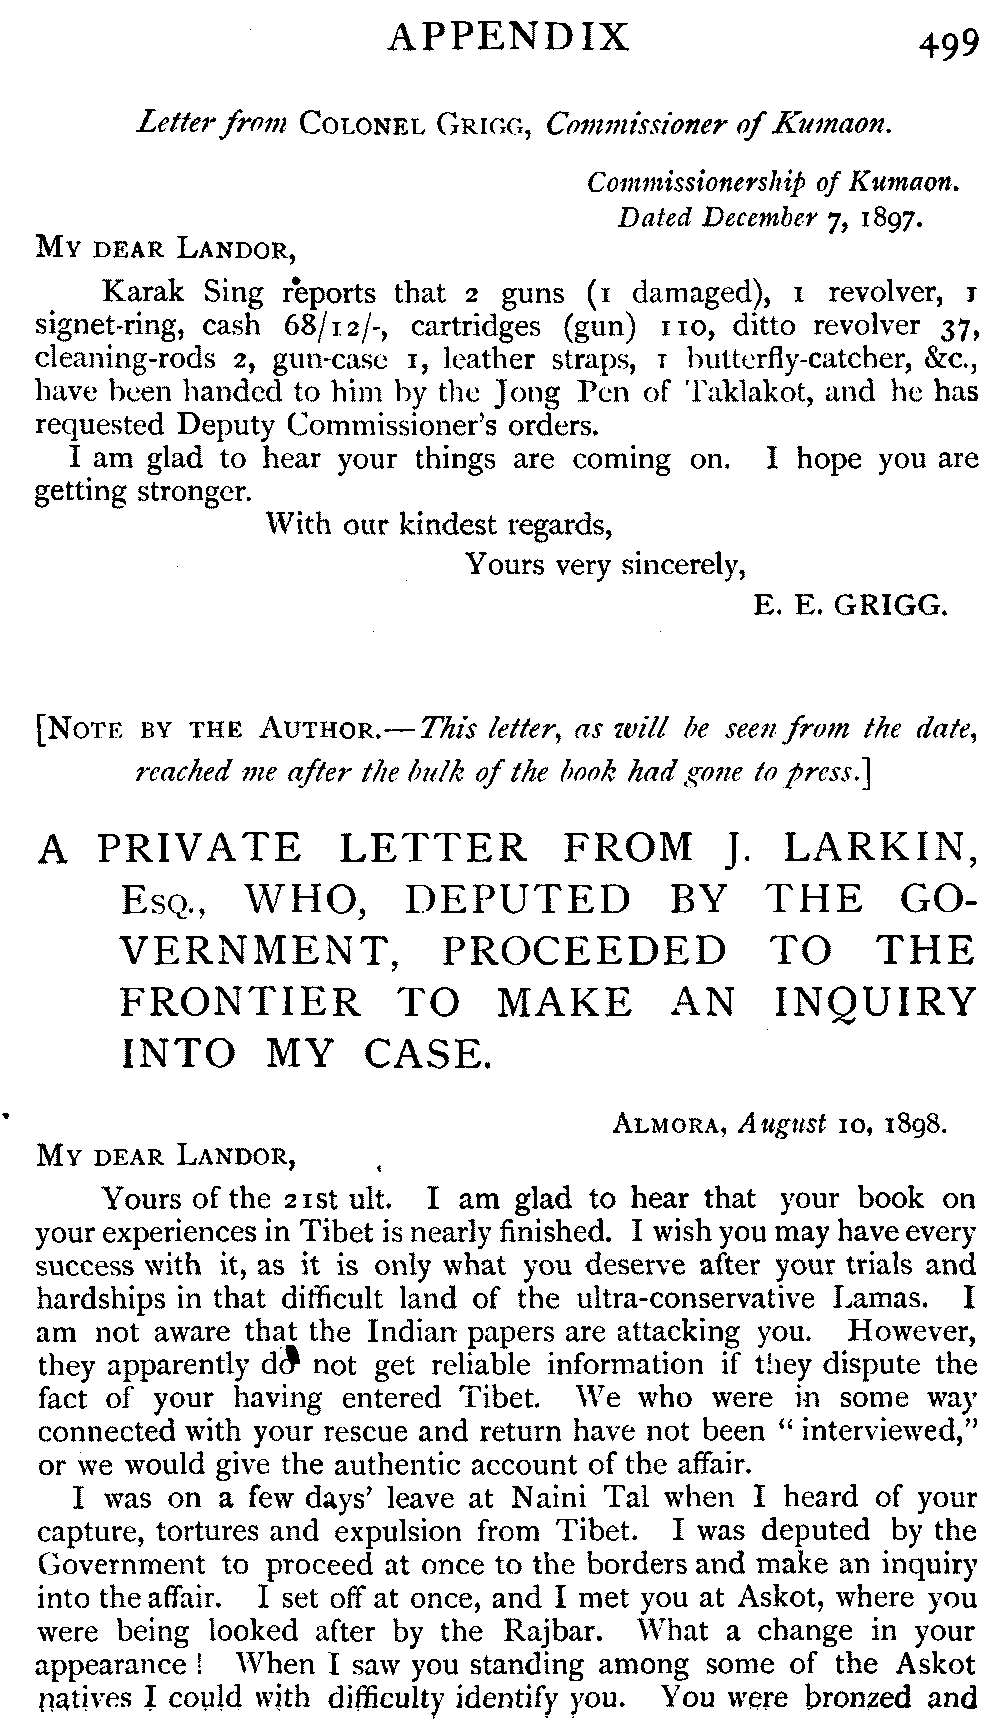 APPENDIX 499
Letter from COLONEL GRIGG, Commissioner of Kumaon.
Commissionership of Kumaon.
Dated December 7, 1897.
MY DEAR LANDOR,
Karak Sing reports that 2 guns (1 damaged), 1 revolver, 1
signet-ring, cash 68/12/-, cartridges (gun) 110, ditto revolver 37,
cleaning-rods 2, gun-case 1, leather straps, 1 butterfly-catcher, &c.,
have been handed to him by the Jong Pen of Taklakot, and he has
requested Deputy Commissioner's orders.
I am glad to hear your things are coming on. I hope you are
getting stronger.
With our kindest regards,
Yours very sincerely,
E. E. GRIGG.
[NOTE BY THE AUTHOR.—This letter, as will be seen from the date,
reached me after the bulk of the book had gone to press.]
A PRIVATE LETTER FROM J. LARKIN,
ESQ., WHO, DEPUTED BY THE GO-
VERNMENT, PROCEEDED TO THE
FRONTIER TO MAKE AN INQUIRY
INTO MY CASE.
ALMORA, August 10, 1898.
MY DEAR LANDOR,
Yours of the 21st ult. I am glad to hear that your book on
your experiences in Tibet is nearly finished. I wish you may have every
success with it, as it is only what you deserve after your trials and
hardships in that difficult land of the ultra-conservative Lamas. I
am not aware that the Indian papers are attacking you. However,
they apparently do not get reliable information if they dispute the
fact of your having entered Tibet. We who were in some way
connected with your rescue and return have not been "interviewed,"
or we would give the authentic account of the affair.
I was on a few days' leave at Naini Tal when I heard of your
capture, tortures and expulsion from Tibet. I was deputed by the
Government to proceed at once to the borders and make an inquiry
into the affair. I set off at once, and I met you at Askot, where you
were being looked after by the Rajbar. What a change in your
appearance! When I saw you standing among some of the Askot
natives I could with difficulty identify you. You were bronzed and